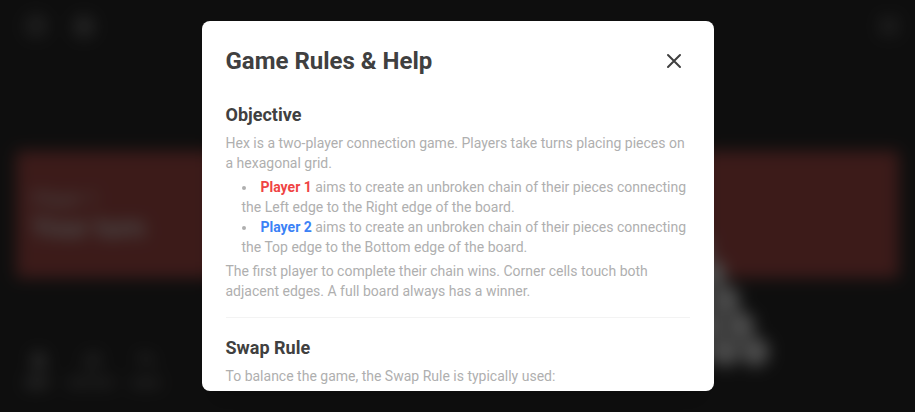 Game Rules & Help
Objective
Hex is a two-player connection game. Players take turns placing pieces on
a hexagonal grid.
• Player 1 aims to create an unbroken chain of their pieces connecting
the Left edge to the Right edge of the board.
• Player 2 aims to create an unbroken chain of their pieces connecting
the Top edge to the Bottom edge of the board.
The first player to complete their chain wins. Corner cells touch both
adjacent edges. A full board always has a winner.
Swap Rule
To balance the game, the Swap Rule is typically used: